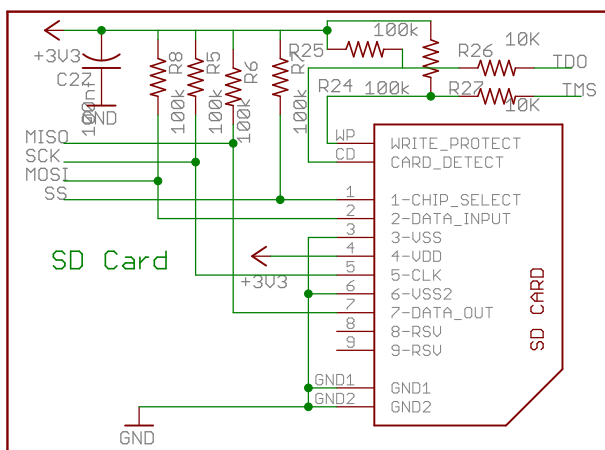 100k
10K
+3V3
R8
R5
R6
R25
R26
TDO
C2
100k
100k
100k
100k
R24
100k
R27
TMS
10K
GND
MISO
WP
WRITE_PROTECT
SCK
CD
CARD_DETECT
MOSI
SS
1
1-CHIP_SELECT
2
2-DATA_INPUT
3
3-VSS
SD Card
4
4-VDD
+3V3
5
5-CLK
6
6-VSS2
7
7-DATA_OUT
8
8-RSV
9
9-RSV
SD CARD
GND1
GND1
GND2
GND2
GND